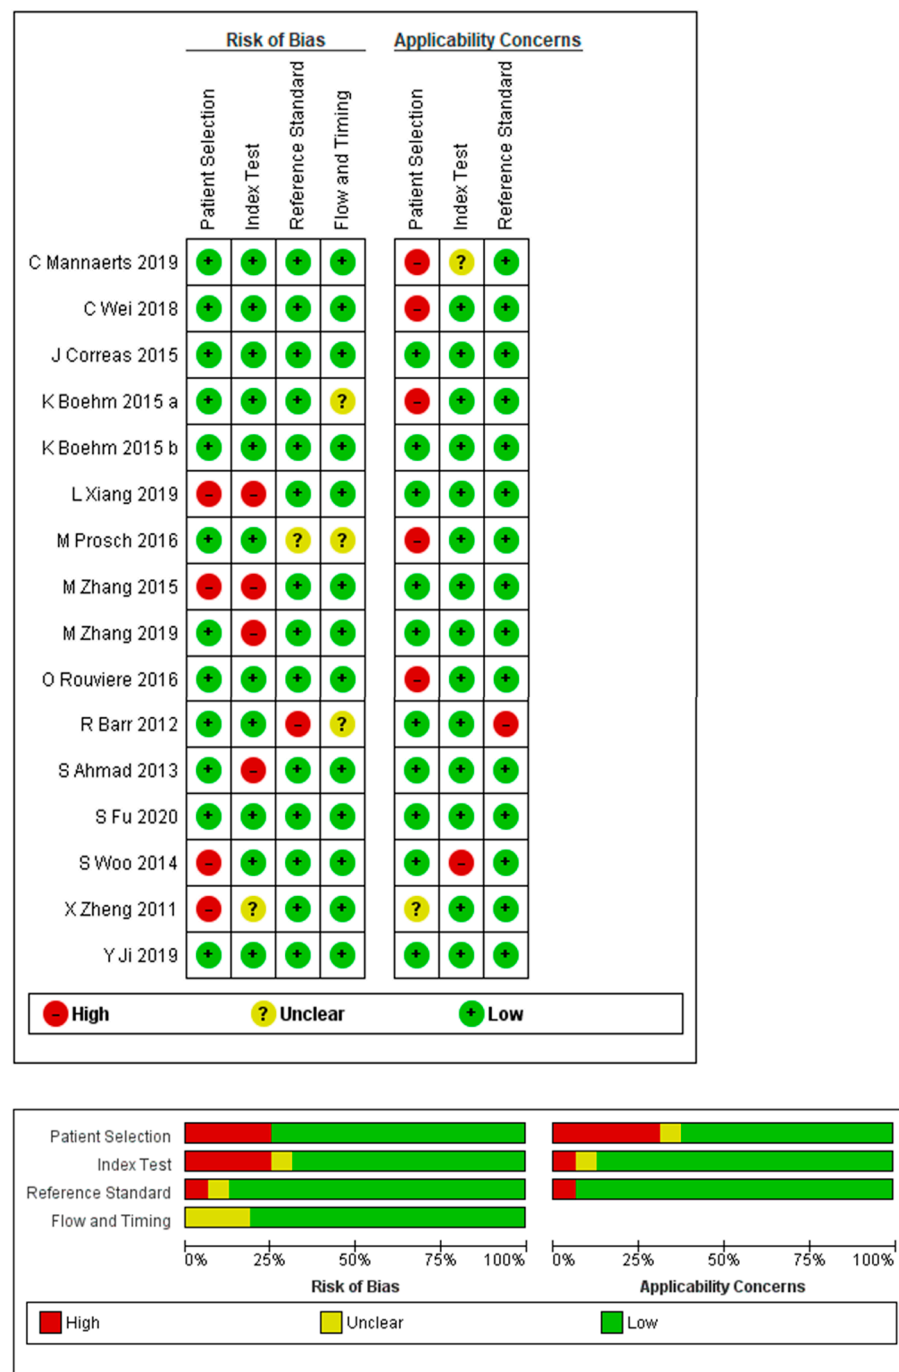 Risk of Bias Applicability Concerns
Patient Selection
Index Test
Reference Standard
Flow and Timing
Patient Selection
Index Test
Reference Standard
C Mannaerts 2019 + + + + - ? +
C Wei 2018 + + + + - + +
J Correas 2015 + + + + + + +
K Boehm 2015 a + + + ? - + +
K Boehm 2015 b + + + + + + +
L Xiang 2019 - - + + + + +
M Prosch 2016 + + ? ? - + +
M Zhang 2015 - - + + + + +
M Zhang 2019 + - + + + + +
O Rouviere 2016 + + + + - + +
R Barr 2012 + + - ? + + -
S Ahmad 2013 + - + + + + +
S Fu 2020 + + + + + + +
S Woo 2014 - + + + + - +
X Zheng 2011 - ? + + ? + +
Y Ji 2019 + + + + + + +
- High ? Unclear + Low
Patient Selection
Index Test
Reference Standard
Flow and Timing
0% 25% 50% 75% 100% 0% 25% 50% 75% 100%
Risk of Bias Applicability Concerns
High Unclear Low